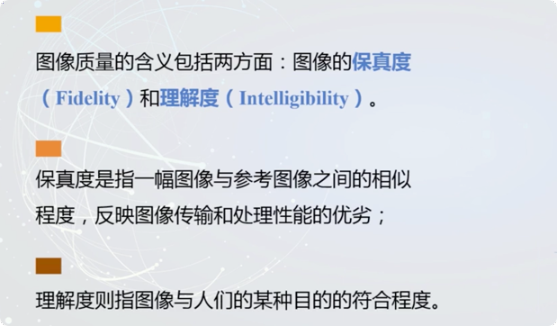 图像质量的含义包括两方面：图像的保真度
（Fidelity）和理解度（Intelligibility）。
保真度是指一幅图像与参考图像之间的相似
程度，反映图像传输和处理性能的优劣；
理解度则指图像与人们的某种目的的符合程度。